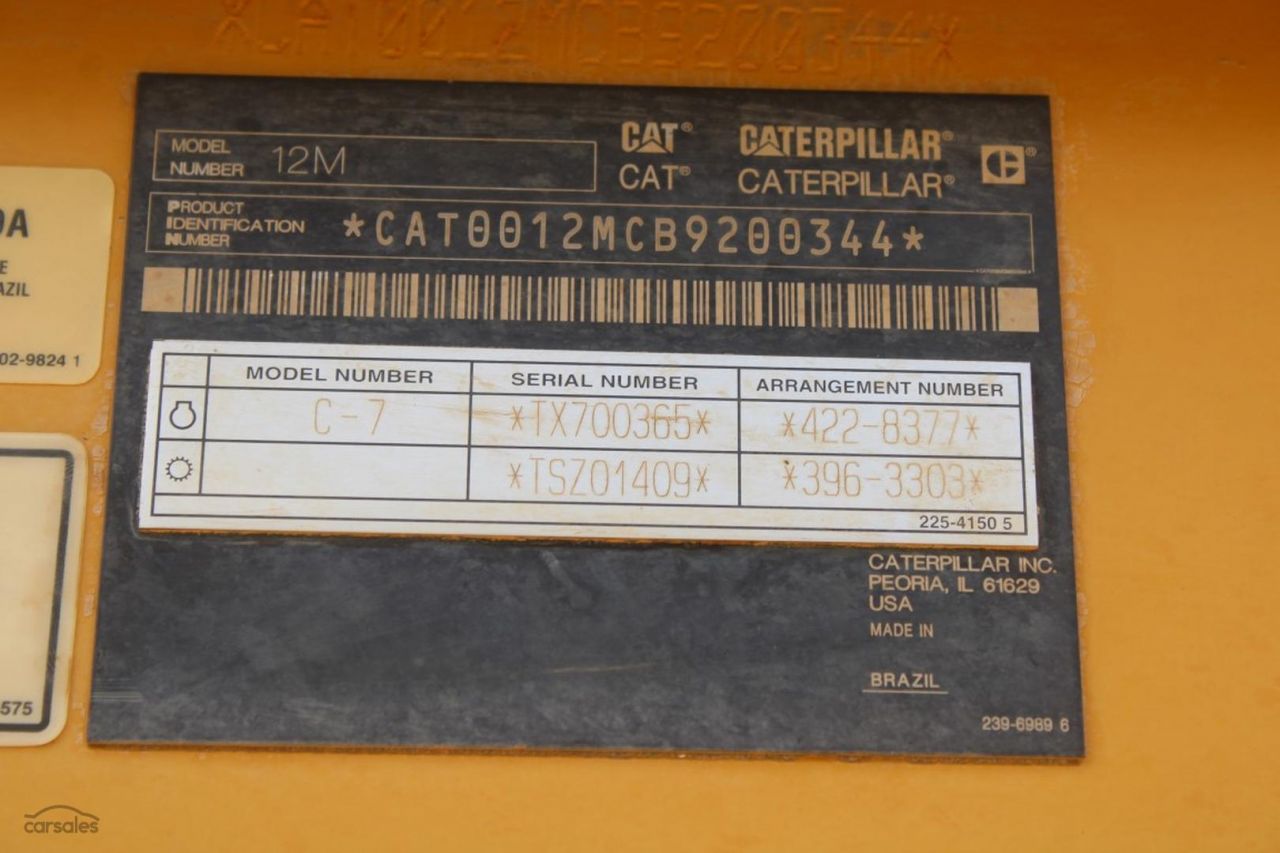 *CAT0012MCB9200344*
MODEL NUMBER 12M
CAT® CATERPILLAR®
CAT® CATERPILLAR®
PRODUCT IDENTIFICATION NUMBER *CAT0012MCB9200344*
MODEL NUMBER SERIAL NUMBER ARRANGEMENT NUMBER
C-7 *TX700365* *422-8377*
*TSZ01409* *396-3303*
225-4150 5
CATERPILLAR INC.
PEORIA, IL 61629
USA
MADE IN
BRAZIL
239-6989 6
02-9824 1
575
carsales